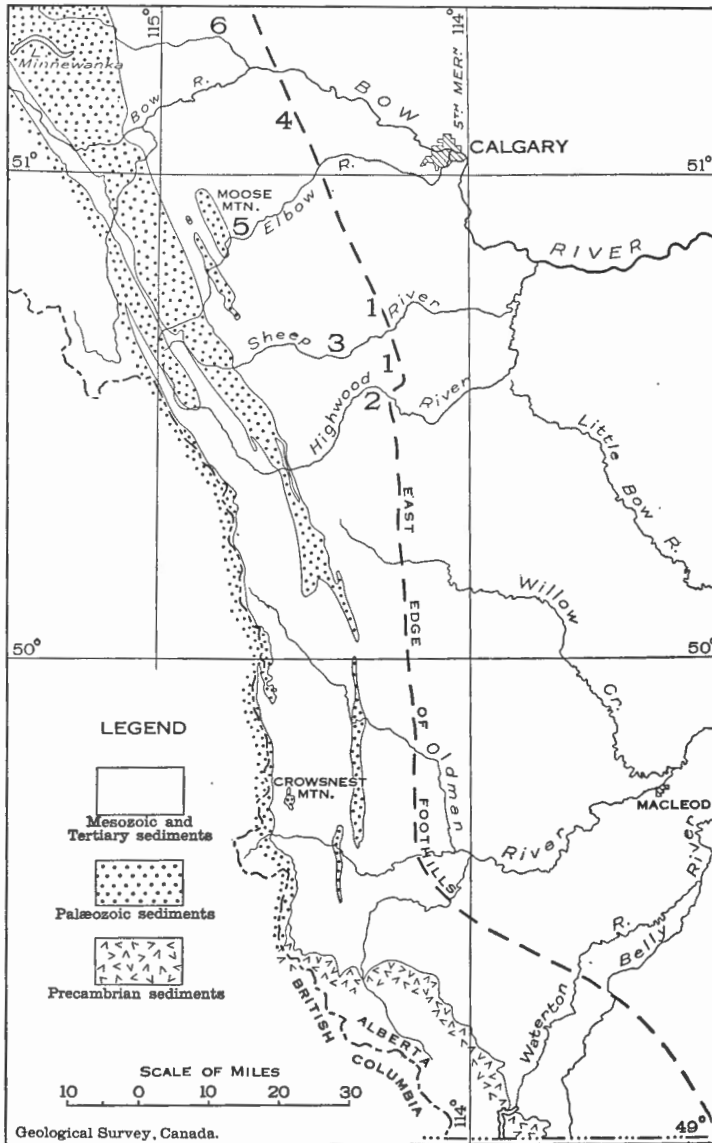 115°
114°
6
L. Minnewanka
Bow R.
BOW
5TH MERN
4
CALGARY
51°
51°
MOOSE
MTN.
5
Elbow R.
RIVER
1
Sheep River
3
1
Highwood River
2
Little Bow R.
EAST EDGE OF FOOTHILLS
Willow Cr.
50°
50°
Oldman River
LEGEND
Mesozoic and
Tertiary sediments
Palæozoic sediments
Precambrian sediments
CROWSNEST
MTN.
MACLEOD
Waterton R.
Belly River
BRITISH COLUMBIA
ALBERTA
SCALE OF MILES
10 0 10 20 30
114°
49°
Geological Survey, Canada.